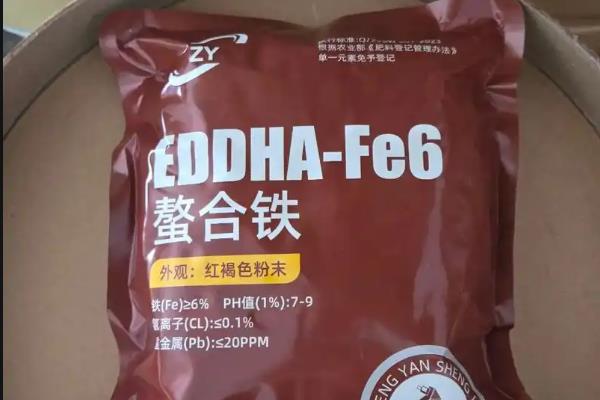 ZY
根据农业部《肥料登记管理办法》
单一元素免予登记
EDDHA-Fe6
螯合铁
外观：红褐色粉末
铁(Fe)≥6% PH值(1%):7-9
离子(CL):≤0.1%
金属(Pb):≤20PPM
YAN SHENG